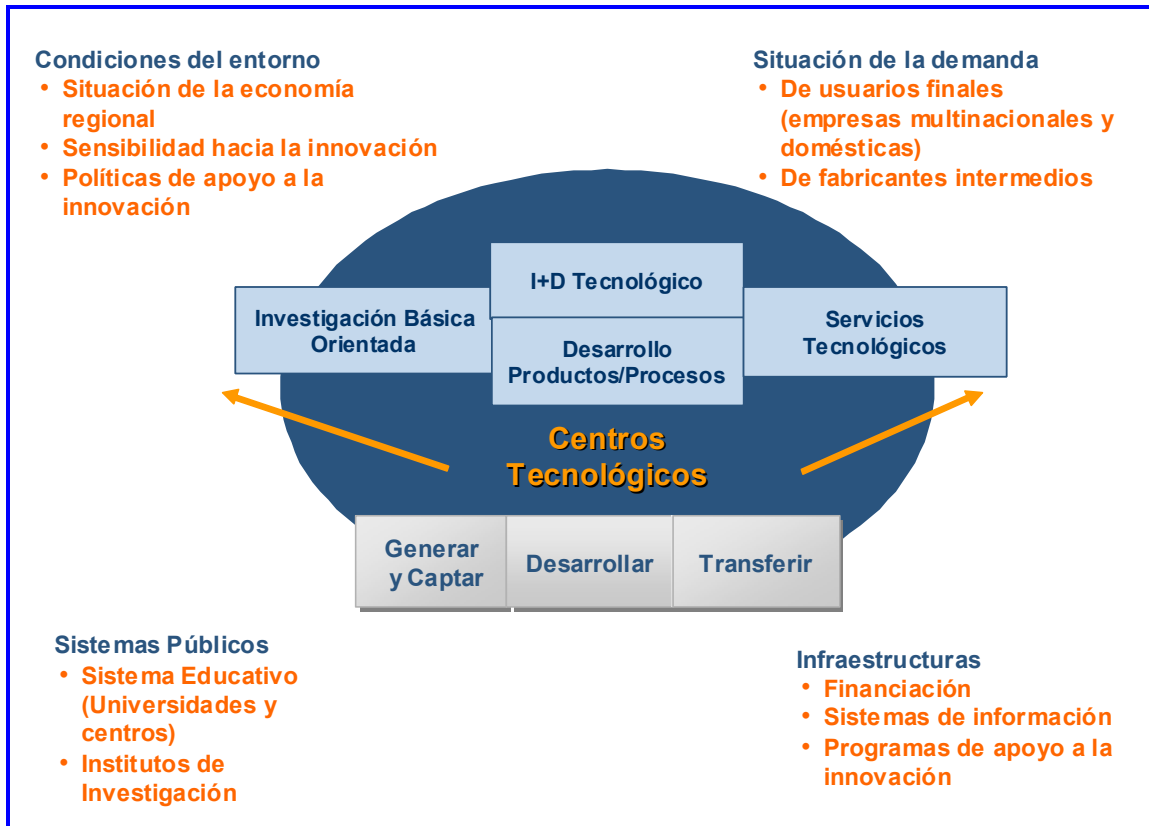 Condiciones del entorno
• Situación de la economía
regional
• Sensibilidad hacia la innovación
• Políticas de apoyo a la
innovación
Situación de la demanda
• De usuarios finales
(empresas multinacionales y
domésticas)
• De fabricantes intermedios
Investigación Básica
Orientada
I+D Tecnológico
Desarrollo
Productos/Procesos
Servicios
Tecnológicos
Centros
Tecnológicos
Generar
y Captar
Desarrollar
Transferir
Sistemas Públicos
• Sistema Educativo
(Universidades y
centros)
• Institutos de
Investigación
Infraestructuras
• Financiación
• Sistemas de información
• Programas de apoyo a la
innovación